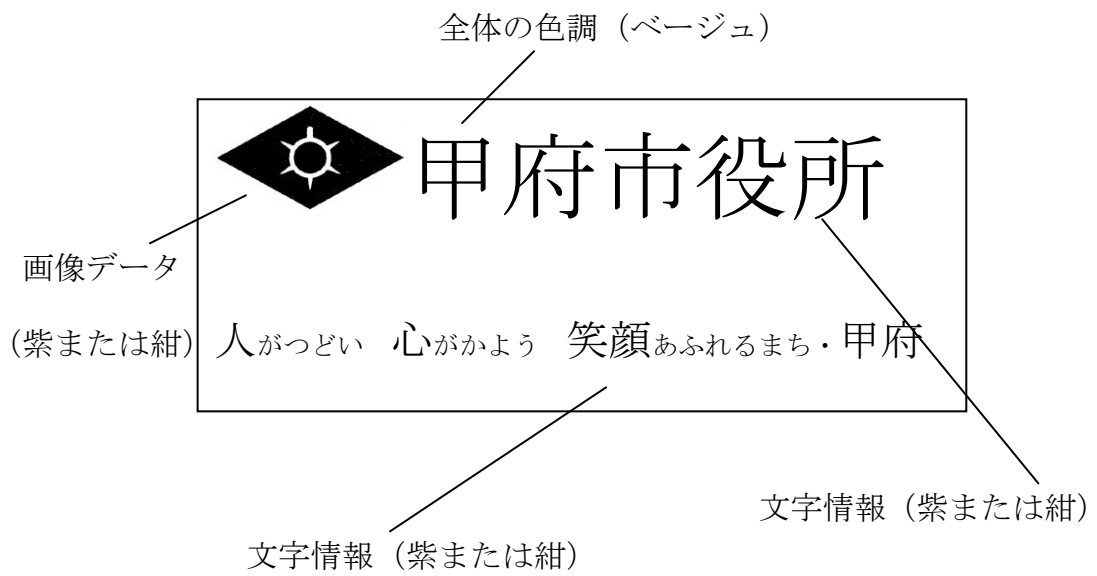 全体の色調（ベージュ）
甲府市役所
画像データ
（紫または紺）
人がつどい 心がかよう 笑顔あふれるまち・甲府
文字情報（紫または紺）
文字情報（紫または紺）